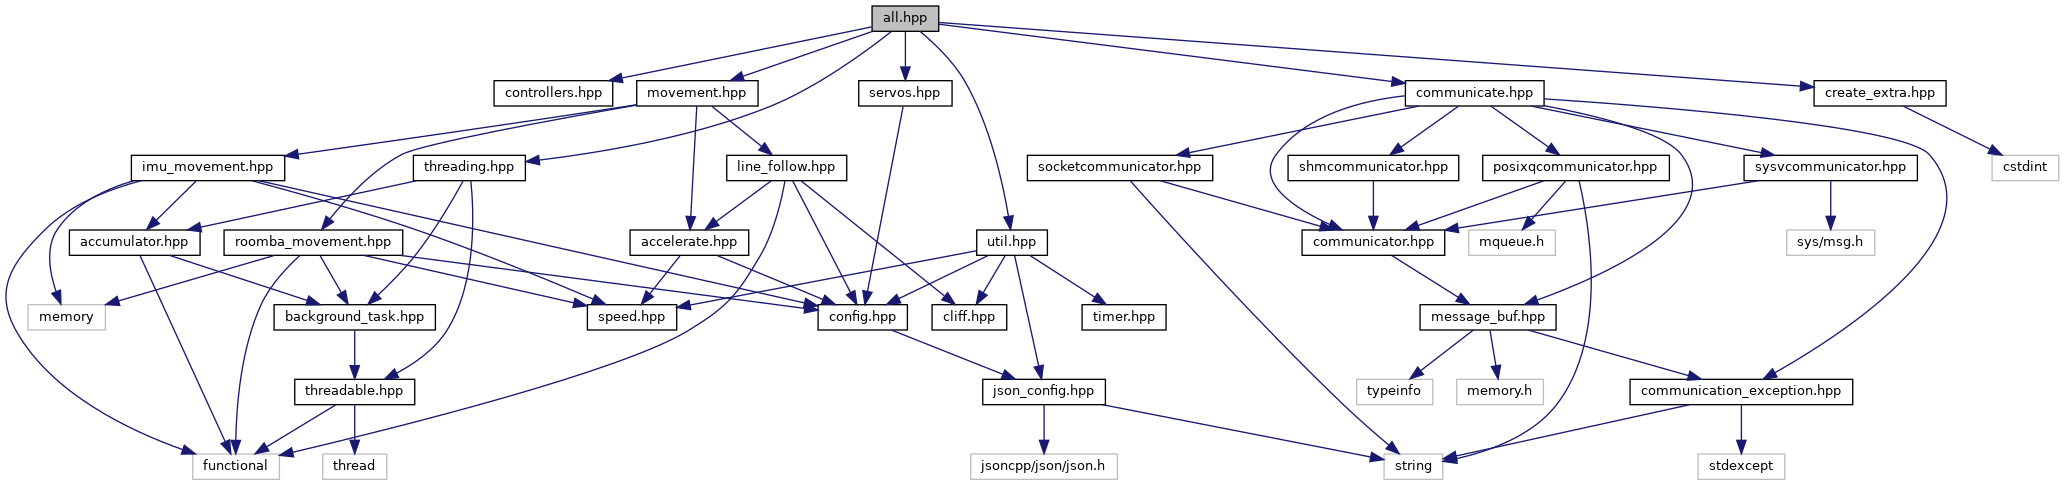 all.hpp
controllers.hpp
movement.hpp
servos.hpp
communicate.hpp
create_extra.hpp
imu_movement.hpp
threading.hpp
line_follow.hpp
socketcommunicator.hpp
shmcommunicator.hpp
posixqcommunicator.hpp
sysvcommunicator.hpp
cstdint
accumulator.hpp
roomba_movement.hpp
accelerate.hpp
util.hpp
communicator.hpp
mqueue.h
sys/msg.h
memory
background_task.hpp
speed.hpp
config.hpp
cliff.hpp
timer.hpp
message_buf.hpp
threadable.hpp
json_config.hpp
typeinfo
memory.h
communication_exception.hpp
functional
thread
jsoncpp/json/json.h
string
stdexcept